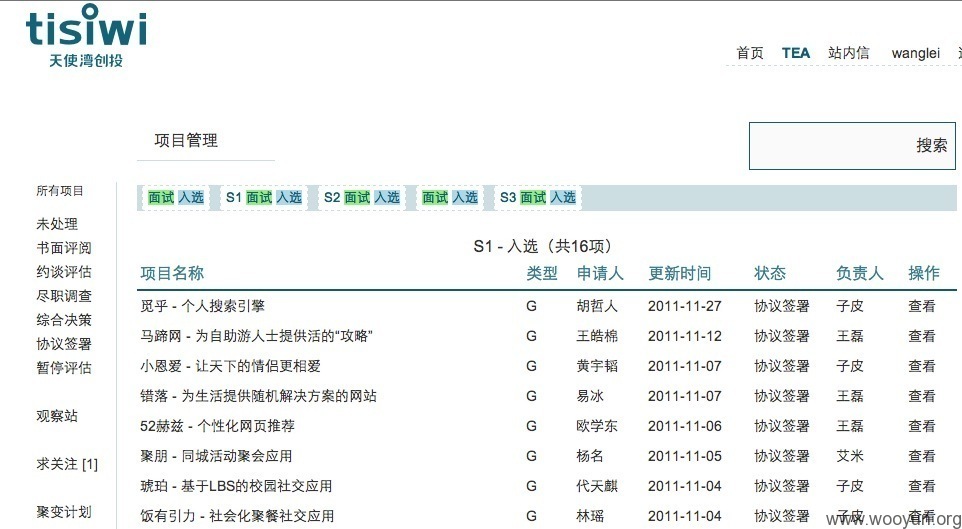 tisiwi
天使湾创投
首页 TEA 站内信 wanglei
项目管理
搜索
所有项目
未处理
书面评阅
约谈评估
尽职调查
综合决策
协议签署
暂停评估
观察站
求关注 [1]
聚变计划
面试 入选 S1 面试 入选 S2 面试 入选 面试 入选 S3 面试 入选
S1 - 入选（共16项）
项目名称 类型 申请人 更新时间 状态 负责人 操作
觅乎 - 个人搜索引擎 G 胡哲人 2011-11-27 协议签署 子皮 查看
马蹄网 - 为自助游人士提供活的“攻略” G 王皓棉 2011-11-12 协议签署 王磊 查看
小恩爱 - 让天下的情侣更相爱 G 黄宇韬 2011-11-07 协议签署 子皮 查看
错落 - 为生活提供随机解决方案的网站 G 易冰 2011-11-07 协议签署 王磊 查看
52赫兹 - 个性化网页推荐 G 欧学东 2011-11-06 协议签署 王磊 查看
聚朋 - 同城活动聚会应用 G 杨名 2011-11-05 协议签署 艾米 查看
琥珀 - 基于LBS的校园社交应用 G 代天麒 2011-11-04 协议签署 子皮 查看
饭有引力 - 社会化聚餐社交应用 G 林瑶 2011-11-04 协议签署 子皮 查看
www.wooyun.org